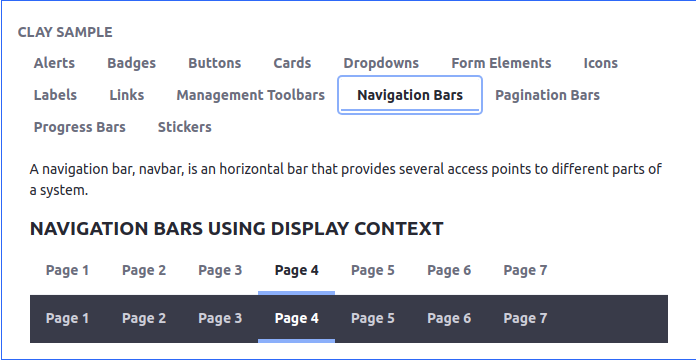 CLAY SAMPLE
Alerts Badges Buttons Cards Dropdowns Form Elements Icons
Labels Links Management Toolbars Navigation Bars Pagination Bars
Progress Bars Stickers
A navigation bar, navbar, is an horizontal bar that provides several access points to different parts of
a system.
NAVIGATION BARS USING DISPLAY CONTEXT
Page 1 Page 2 Page 3 Page 4 Page 5 Page 6 Page 7
Page 1 Page 2 Page 3 Page 4 Page 5 Page 6 Page 7